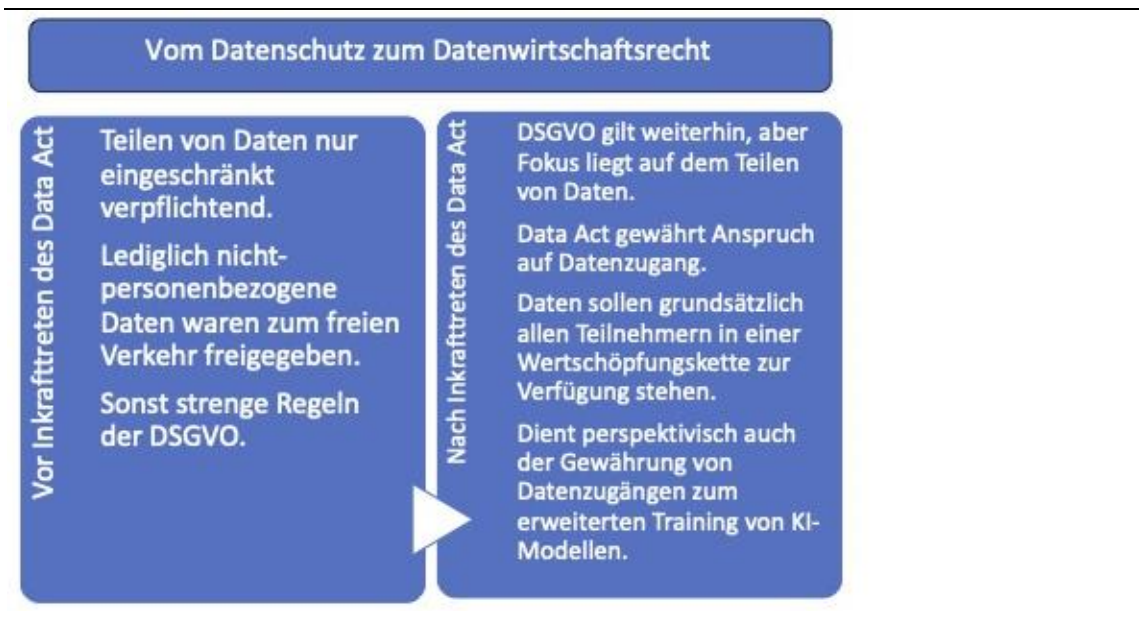 Vom Datenschutz zum Datenwirtschaftsrecht
Vor Inkrafttreten des Data Act
Teilen von Daten nur
eingeschränkt
verpflichtend.
Lediglich nicht-
personenbezogene
Daten waren zum freien
Verkehr freigegeben.
Sonst strenge Regeln
der DSGVO.
Nach Inkrafttreten des Data Act
DSGVO gilt weiterhin, aber
Fokus liegt auf dem Teilen
von Daten.
Data Act gewährt Anspruch
auf Datenzugang.
Daten sollen grundsätzlich
allen Teilnehmern in einer
Wertschöpfungskette zur
Verfügung stehen.
Dient perspektivisch auch
der Gewährung von
Datenzugängen zum
erweiterten Training von KI-
Modellen.